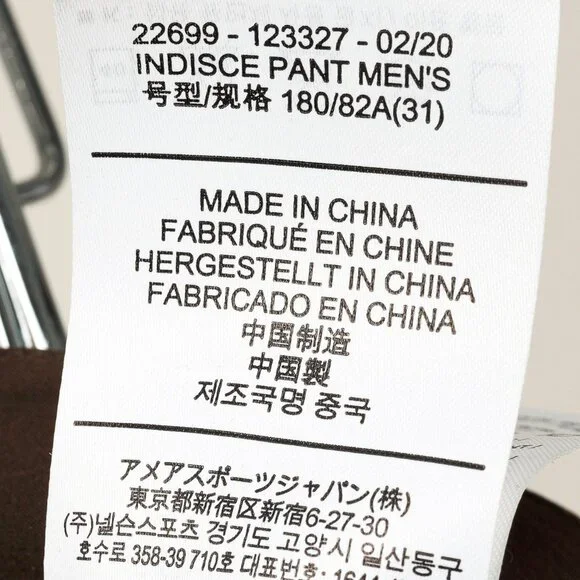 22699 - 123327 - 02/20
INDISCE PANT MEN'S
号型/规格 180/82A(31)
MADE IN CHINA
FABRIQUÉ EN CHINE
HERGESTELLT IN CHINA
FABRICADO EN CHINA
中国制造
中国製
제조국명 중국
アメアスポーツジャパン(株)
東京都新宿区新宿6-27-30
(주)넬슨스포츠 경기도 고양시 일산동구
호수로 358-39 710호 대표번호: